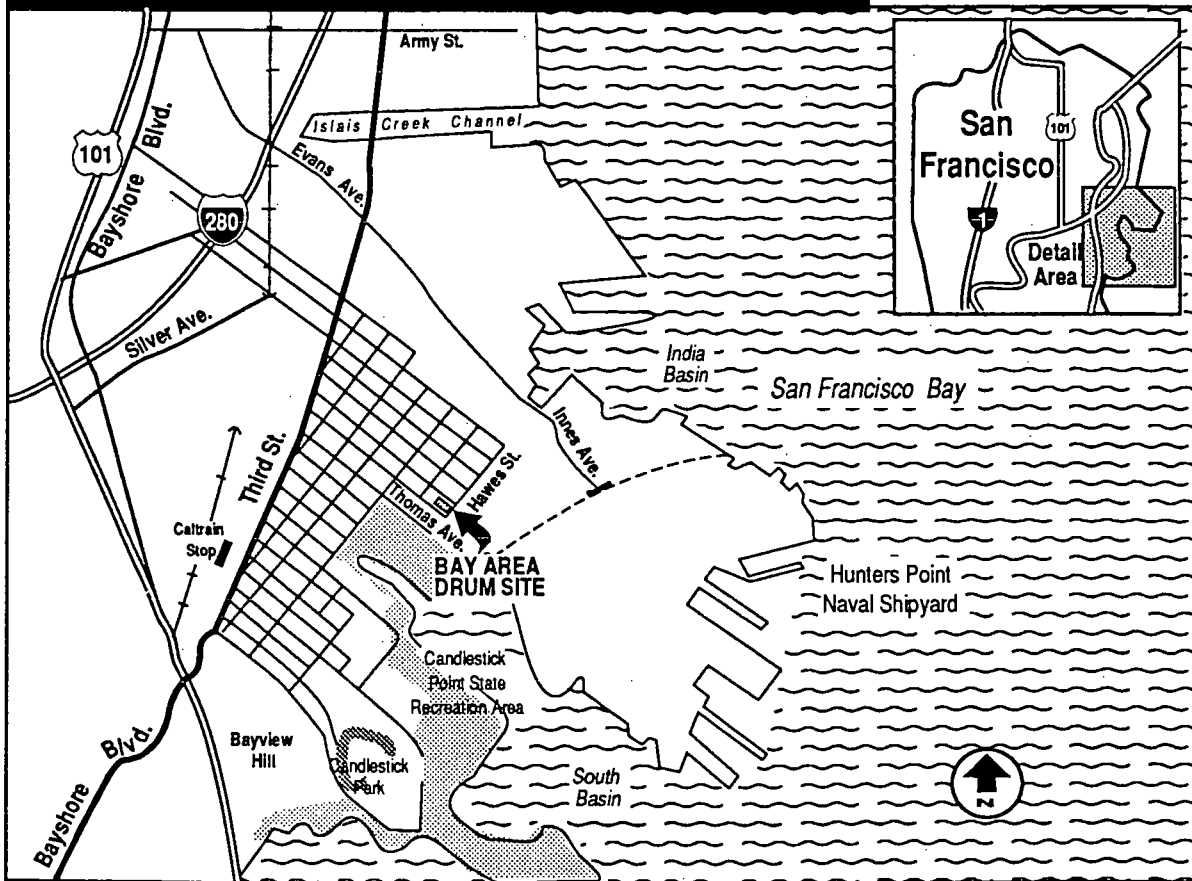 Army St.
Islais Creek Channel
101
Bayshore Blvd.
Evans Ave.
280
Silver Ave.
San
Francisco
101
1
Detail
Area
India
Basin
San Francisco Bay
Innes Ave.
Third St.
Hawes St.
Thomas Ave.
Caltrain
Stop
BAY AREA
DRUM SITE
Hunters Point
Naval Shipyard
Candlestick
Point State
Recreation Area
Bayview
Hill
Candlestick
Park
South
Basin
Bayshore Blvd.
N